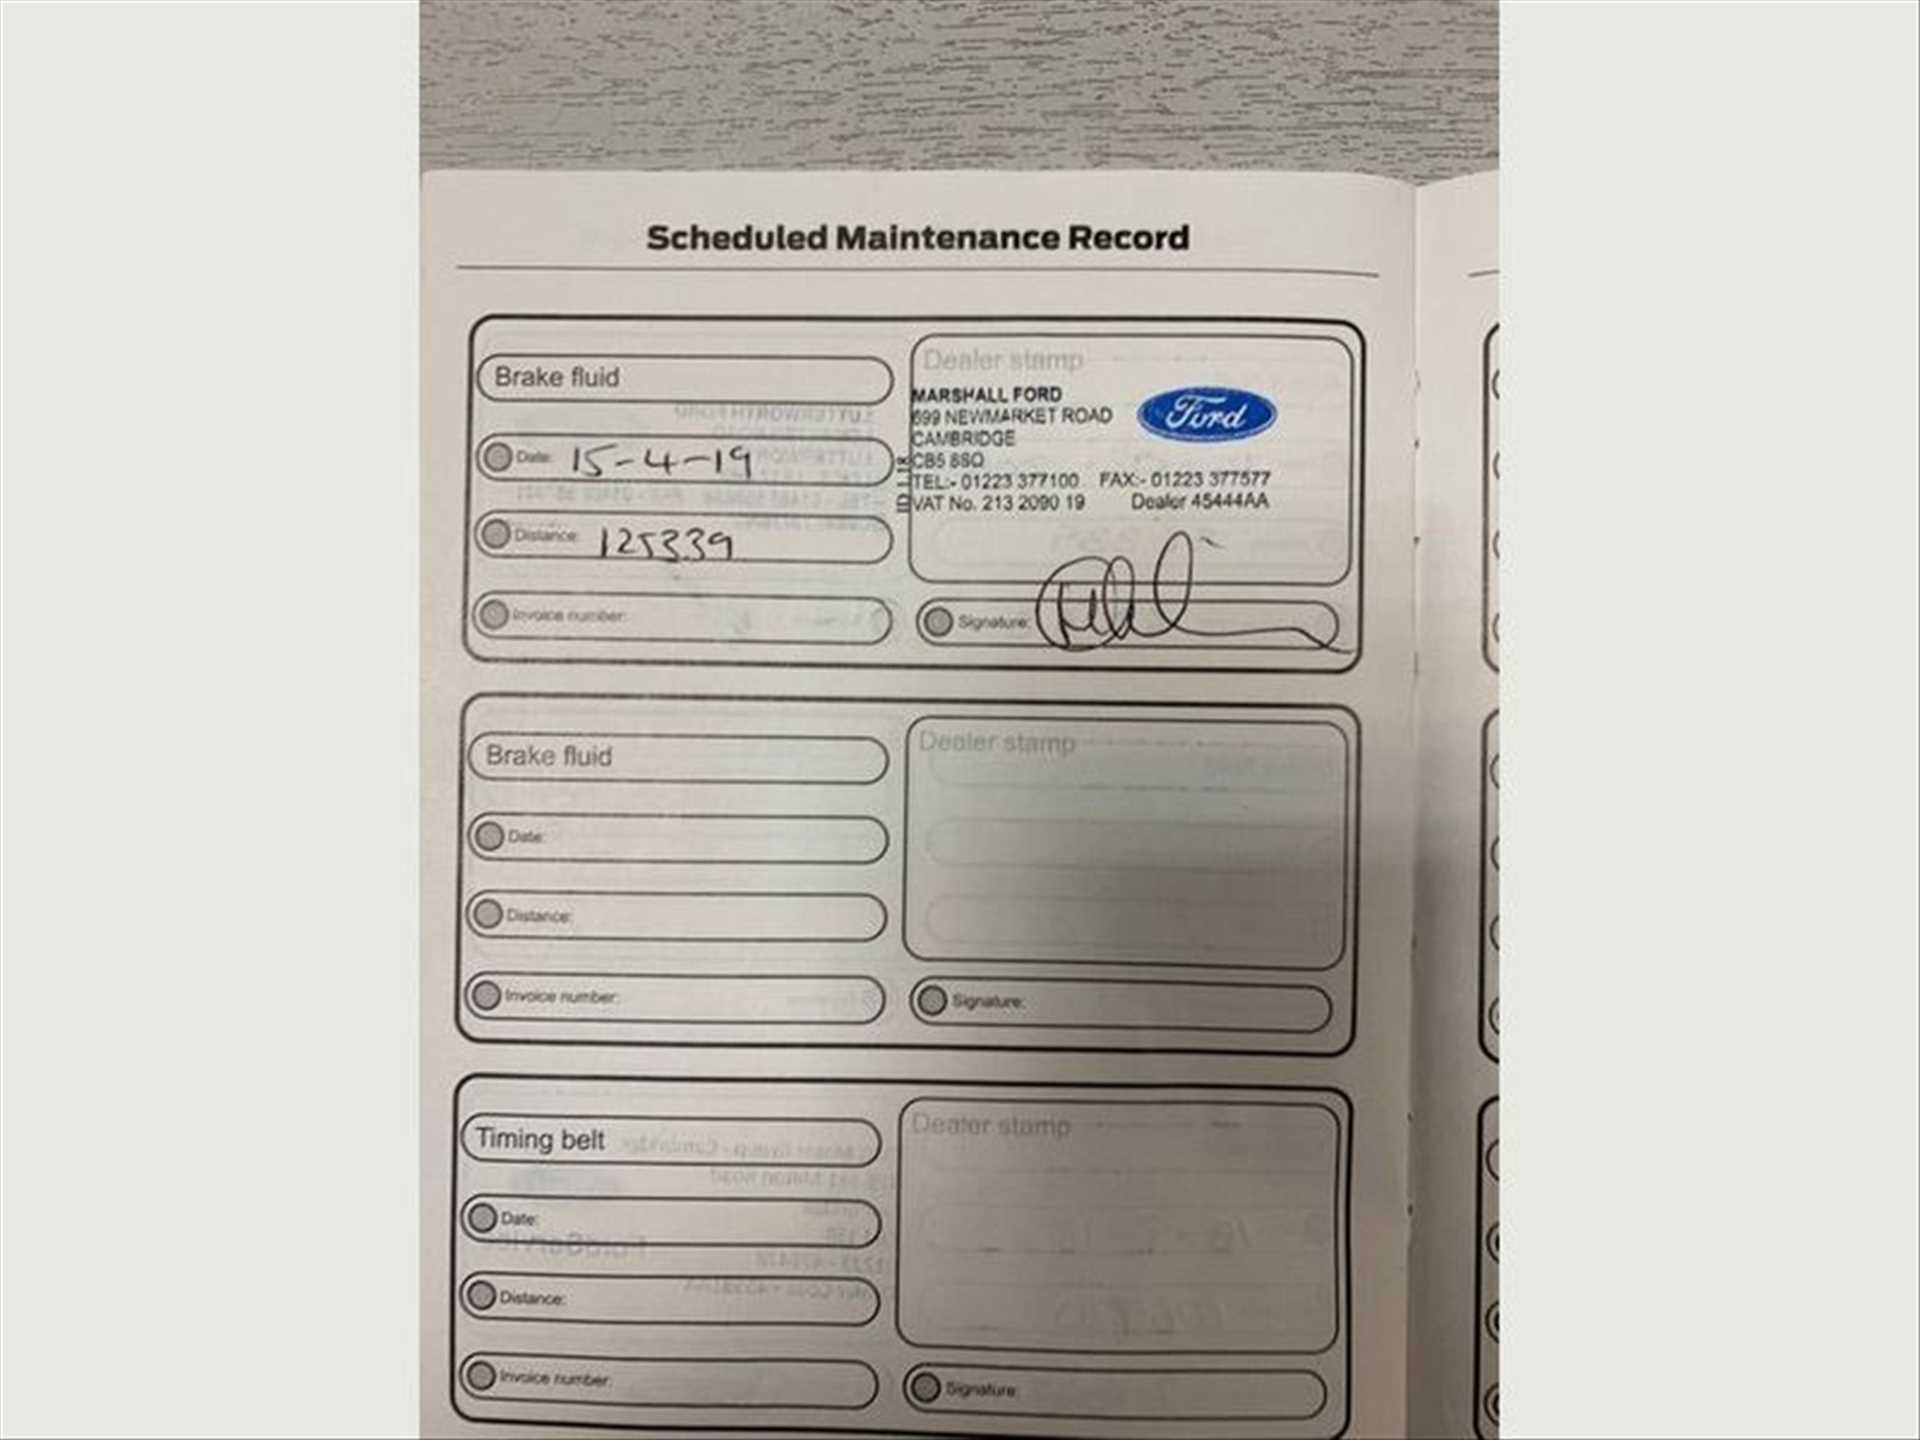 Scheduled Maintenance Record
Brake fluid
Date: 15-4-19
Distance: 125339
Invoice number:
Dealer stamp
MARSHALL FORD
699 NEWMARKET ROAD
CAMBRIDGE
CB5 8SQ
TEL:- 01223 377100 FAX:- 01223 377577
VAT No. 213 2090 19 Dealer 45444AA
Ford
Signature:
Brake fluid
Date:
Distance:
Invoice number:
Dealer stamp
Signature:
Timing belt
Date:
Distance:
Invoice number:
Dealer stamp
Signature: